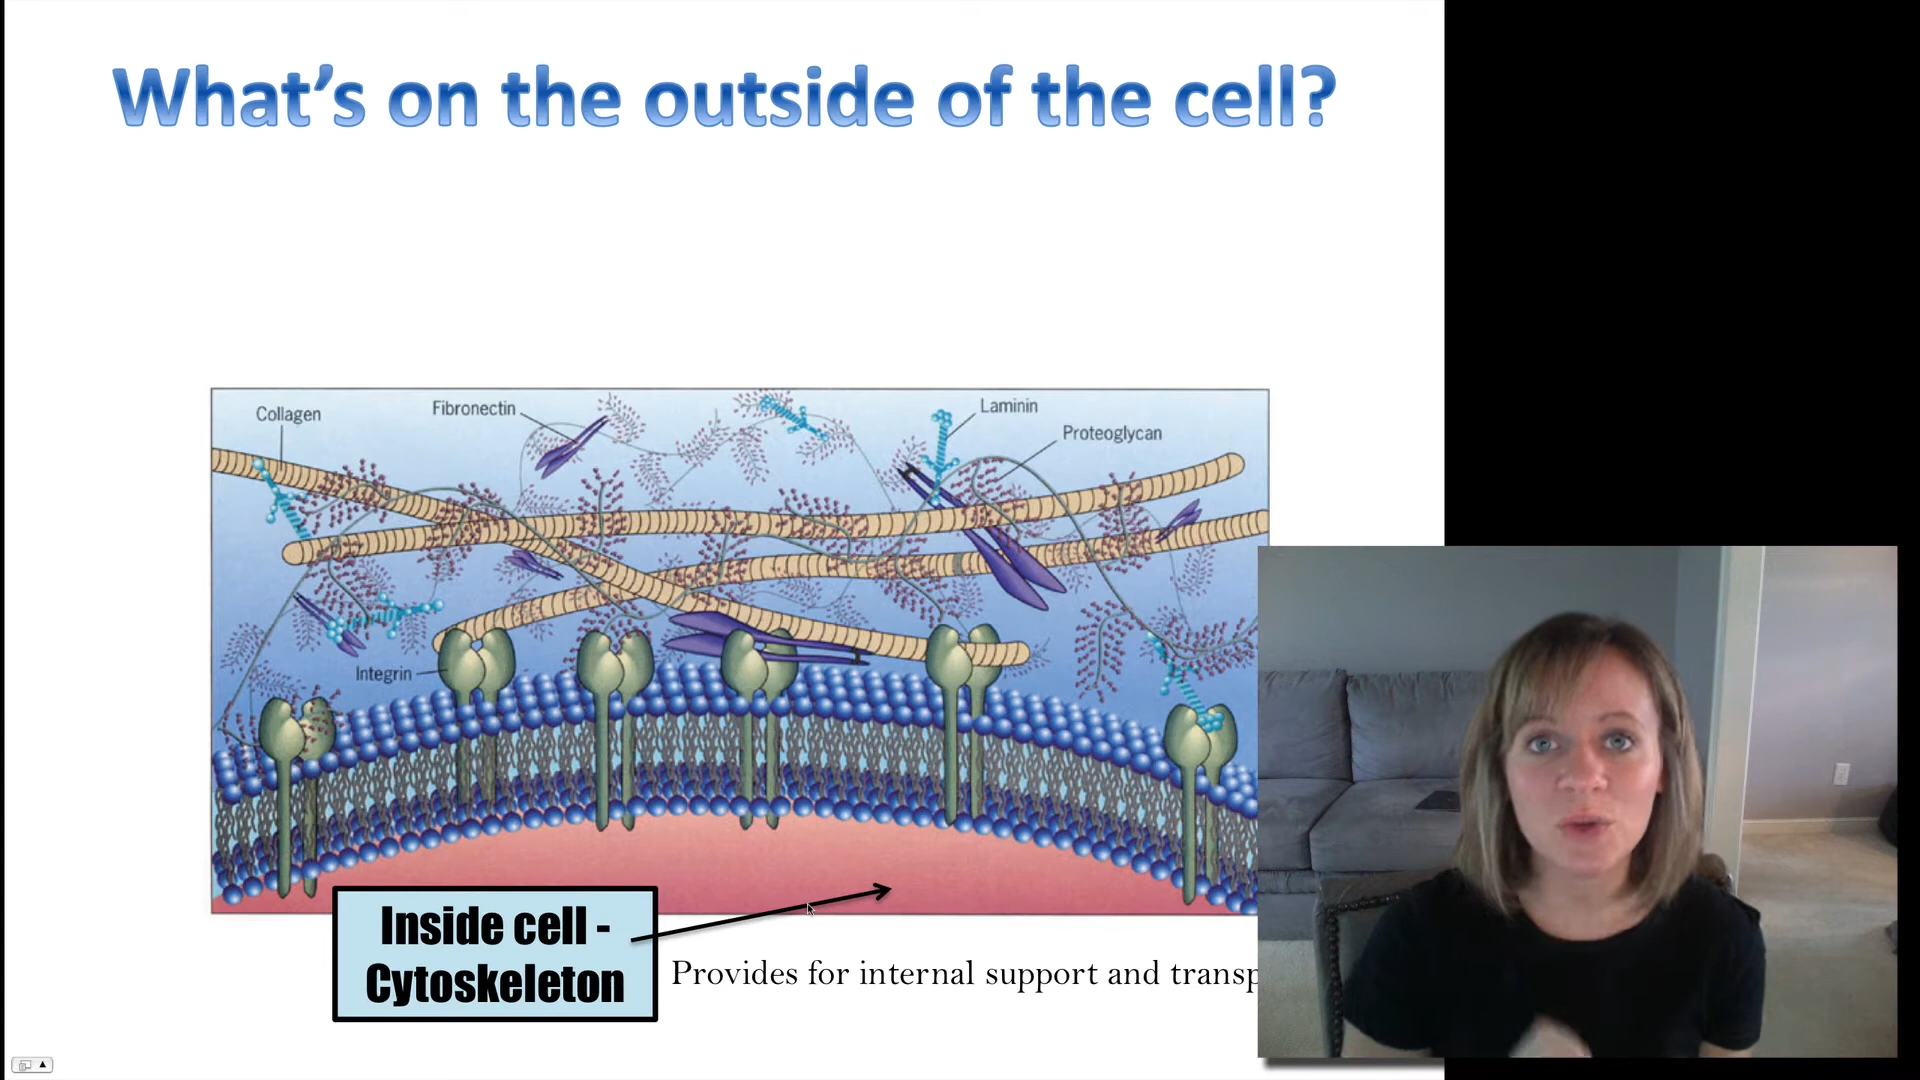 What's on the outside of the cell?
Collagen
Fibronectin
Laminin
Proteoglycan
Integrin
Inside cell -
Cytoskeleton
Provides for internal support and